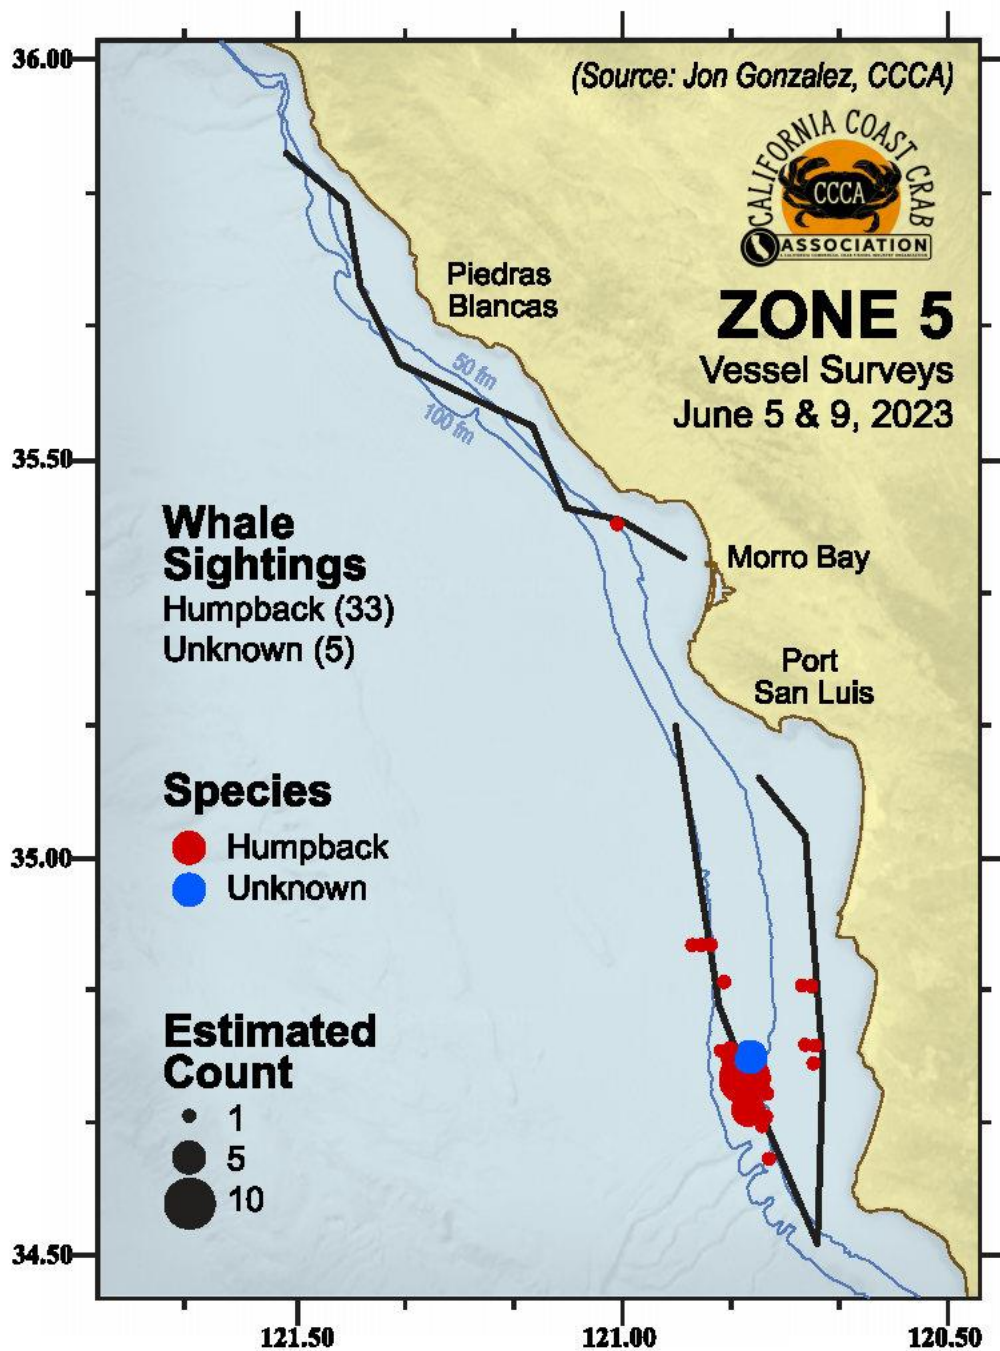 36.00
(Source: Jon Gonzalez, CCCA)
CALIFORNIA COAST CRAB
CCCA
ASSOCIATION
Piedras
Blancas
ZONE 5
Vessel Surveys
June 5 & 9, 2023
50 fm
100 fm
35.50
Whale
Sightings
Humpback (33)
Unknown (5)
Morro Bay
Port
San Luis
Species
Humpback
Unknown
35.00
Estimated
Count
1
5
10
34.50
121.50
121.00
120.50